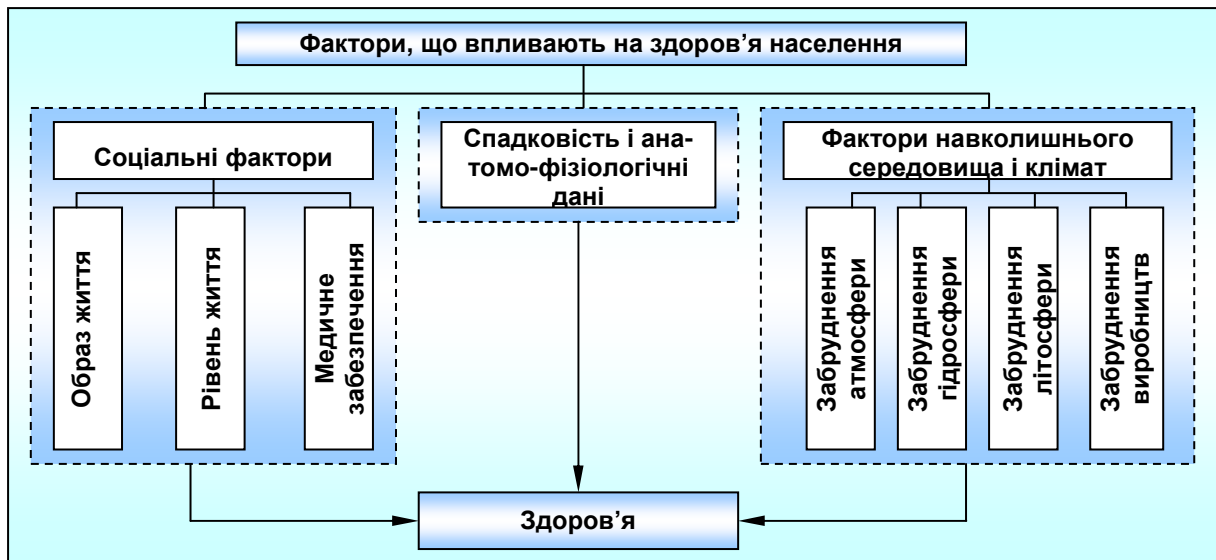 Фактори, що впливають на здоров’я населення
Соціальні фактори
Образ життя
Рівень життя
Медичне
забезпечення
Спадковість і ана-
томо-фізіологічні
дані
Фактори навколишнього
середовища і клімат
Забруднення
атмосфери
Забруднення
гідросфери
Забруднення
літосфери
Забруднення
виробництв
Здоров’я